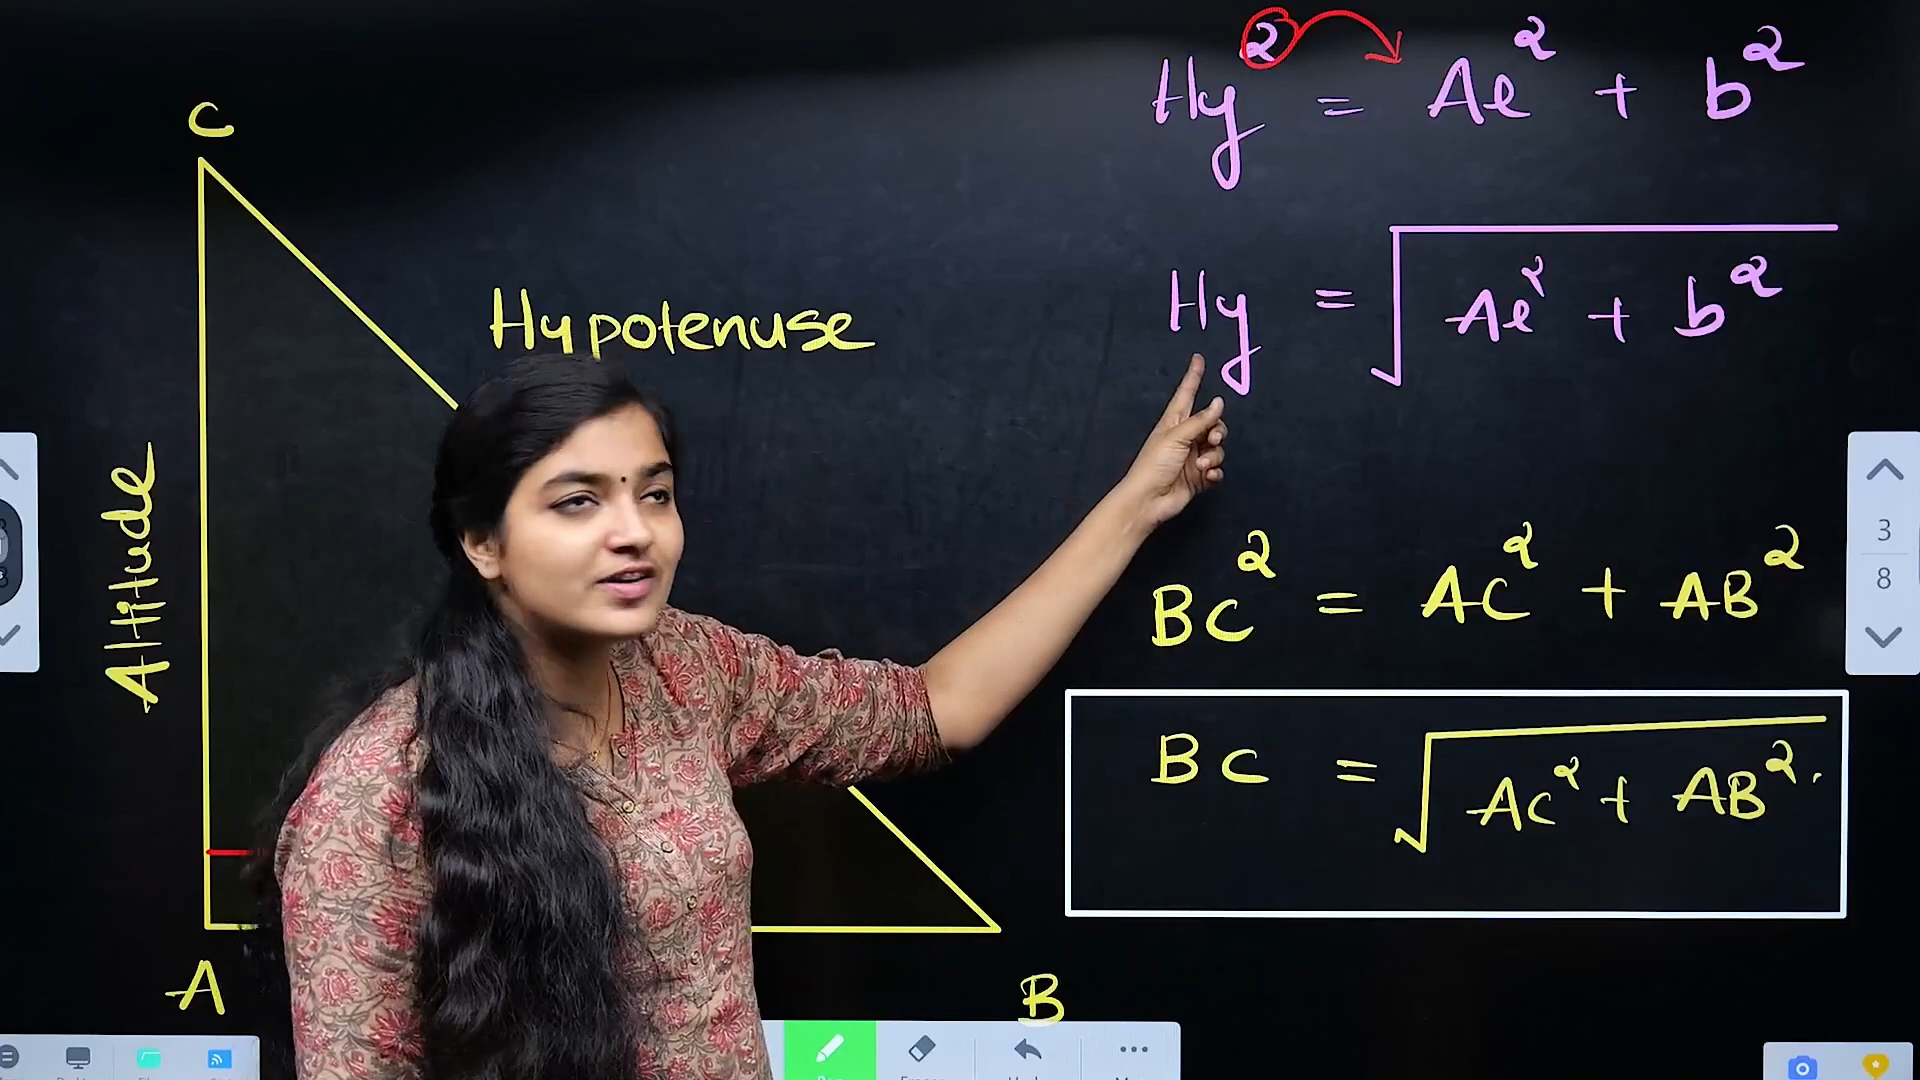 C
Hypotenuse
Altitude
A
B
Hy² = Al² + b²
Hy = √Al² + b²
BC² = AC² + AB²
BC = √AC² + AB².
3
8